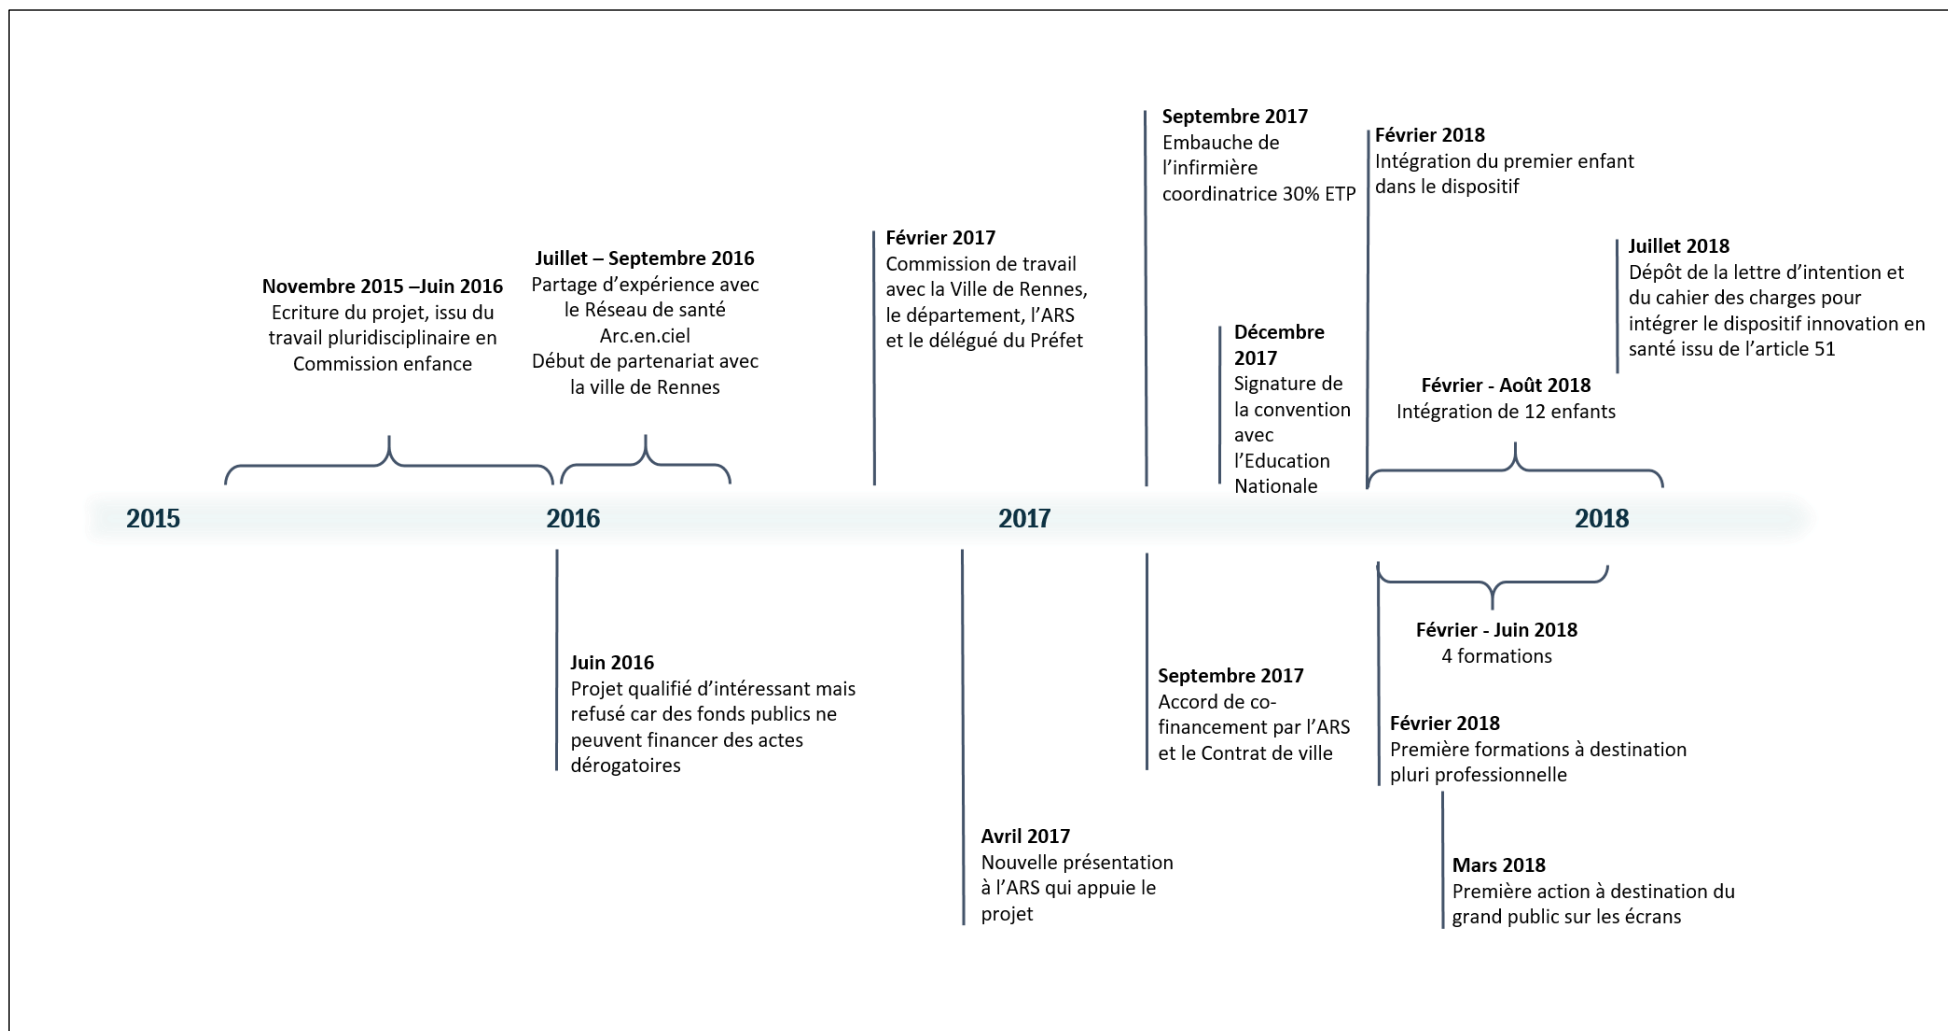 Novembre 2015 –Juin 2016
Ecriture du projet, issu du
travail pluridisciplinaire en
Commission enfance
Juillet – Septembre 2016
Partage d’expérience avec
le Réseau de santé
Arc.en.ciel
Début de partenariat avec
la ville de Rennes
Février 2017
Commission de travail
avec la Ville de Rennes,
le département, l’ARS
et le délégué du Préfet
Septembre 2017
Embauche de
l’infirmière
coordinatrice 30% ETP
Décembre
2017
Signature de
la convention
avec
l’Education
Nationale
Février 2018
Intégration du premier enfant
dans le dispositif
Février - Août 2018
Intégration de 12 enfants
Juillet 2018
Dépôt de la lettre d’intention et
du cahier des charges pour
intégrer le dispositif innovation en
santé issu de l’article 51
2015
2016
2017
2018
Juin 2016
Projet qualifié d’intéressant mais
refusé car des fonds publics ne
peuvent financer des actes
dérogatoires
Avril 2017
Nouvelle présentation
à l’ARS qui appuie le
projet
Septembre 2017
Accord de co-
financement par l’ARS
et le Contrat de ville
Février - Juin 2018
4 formations
Février 2018
Première formations à destination
pluri professionnelle
Mars 2018
Première action à destination du
grand public sur les écrans